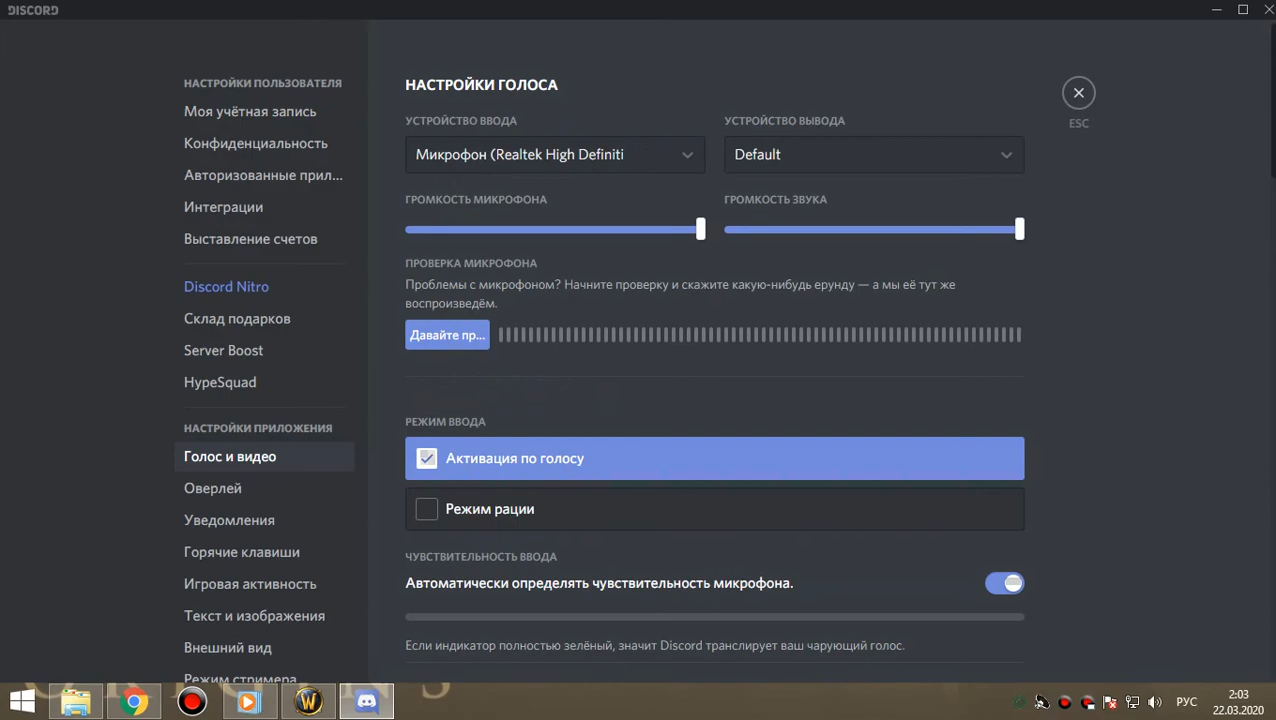 DISCORD
НАСТРОЙКИ ПОЛЬЗОВАТЕЛЯ
Моя учётная запись
Конфиденциальность
Авторизованные прил...
Интеграции
Выставление счетов
Discord Nitro
Склад подарков
Server Boost
HypeSquad
НАСТРОЙКИ ПРИЛОЖЕНИЯ
Голос и видео
Оверлей
Уведомления
Горячие клавиши
Игровая активность
Текст и изображения
Внешний вид
Режим стримера
НАСТРОЙКИ ГОЛОСА
ESC
УСТРОЙСТВО ВВОДА
УСТРОЙСТВО ВЫВОДА
Микрофон (Realtek High Definiti
Default
ГРОМКОСТЬ МИКРОФОНА
ГРОМКОСТЬ ЗВУКА
ПРОВЕРКА МИКРОФОНА
Проблемы с микрофоном? Начните проверку и скажите какую-нибудь ерунду — а мы её тут же
воспроизведём.
Давайте пр...
РЕЖИМ ВВОДА
Активация по голосу
Режим рации
ЧУВСТВИТЕЛЬНОСТЬ ВВОДА
Автоматически определять чувствительность микрофона.
Если индикатор полностью зелёный, значит Discord транслирует ваш чарующий голос.
РУС
2:03
22.03.2020